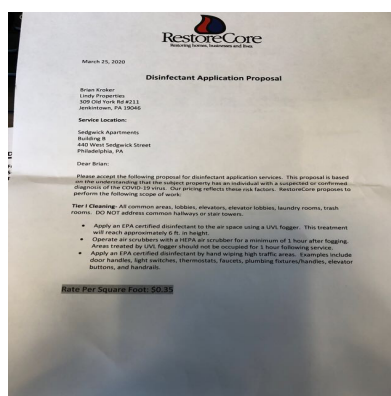 RestoreCore
Restoring homes, businesses and lives.
March 25, 2020
Disinfectant Application Proposal
Brian Kroker
Lindy Properties
309 Old York Rd #211
Jenkintown, PA 19046
Service Location:
Sedgwick Apartments
Building B
440 West Sedgwick Street
Philadelphia, PA
Dear Brian:
Please accept the following proposal for disinfectant application services. This proposal is based
on the understanding that the subject property has an individual with a suspected or confirmed
diagnosis of the COVID-19 virus. Our pricing reflects these risk factors. RestoreCore proposes to
perform the following scope of work:
Tier I Cleaning- All common areas, lobbies, elevators, elevator lobbies, laundry rooms, trash
rooms. DO NOT address common hallways or stair towers.
• Apply an EPA certified disinfectant to the air space using a UVL fogger. This treatment
will reach approximately 6 ft. in height.
• Operate air scrubbers with a HEPA air scrubber for a minimum of 1 hour after fogging.
Areas treated by UVL fogger should not be occupied for 1 hour following service.
• Apply an EPA certified disinfectant by hand wiping high traffic areas. Examples include
door handles, light switches, thermostats, faucets, plumbing fixtures/handles, elevator
buttons, and handrails.
Rate Per Square Foot: $0.35